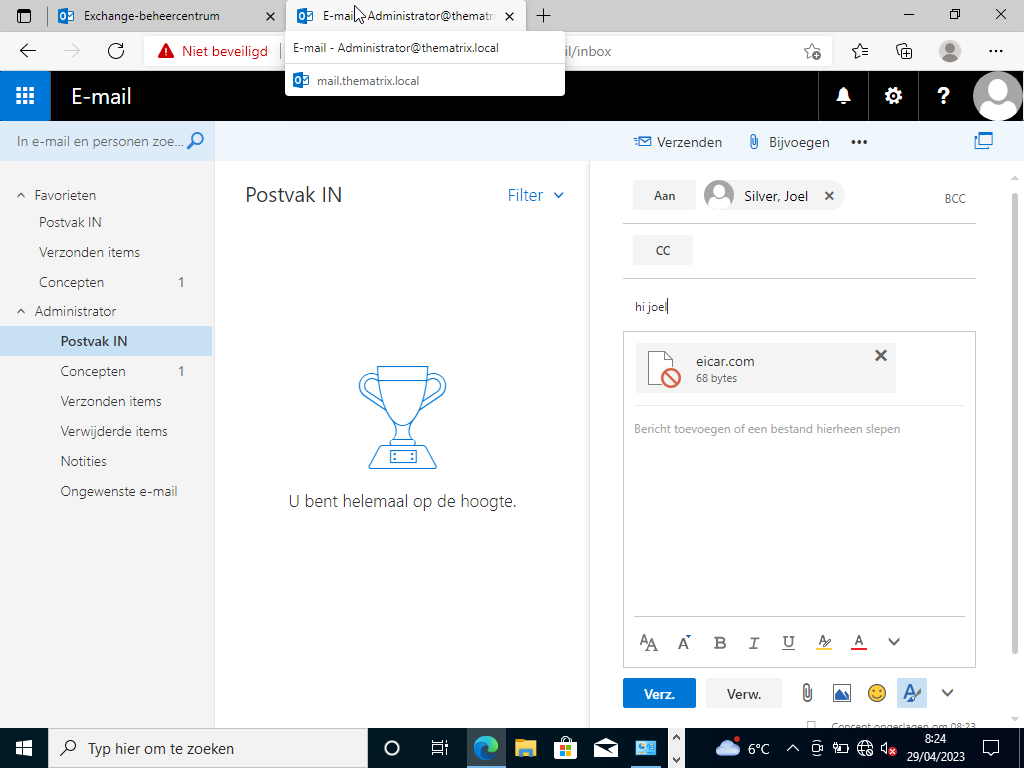 Exchange-beheercentrum
E-mail - Administrator@thematr
Niet beveiligd
il/inbox
E-mail - Administrator@thematrix.local
mail.thematrix.local
E-mail
?
In e-mail en personen zoe...
Verzenden
Bijvoegen
Favorieten
Postvak IN
Verzonden items
Concepten 1
Administrator
Postvak IN
Concepten 1
Verzonden items
Verwijderde items
Notities
Ongewenste e-mail
Postvak IN
Filter
U bent helemaal op de hoogte.
Aan
Silver, Joel
BCC
CC
hi joel
eicar.com
68 bytes
Bericht toevoegen of een bestand hierheen slepen
AA A B I U A
Verz.
Verw.
Concept opgeslagen om 08:23
Typ hier om te zoeken
6°C
8:24
29/04/2023